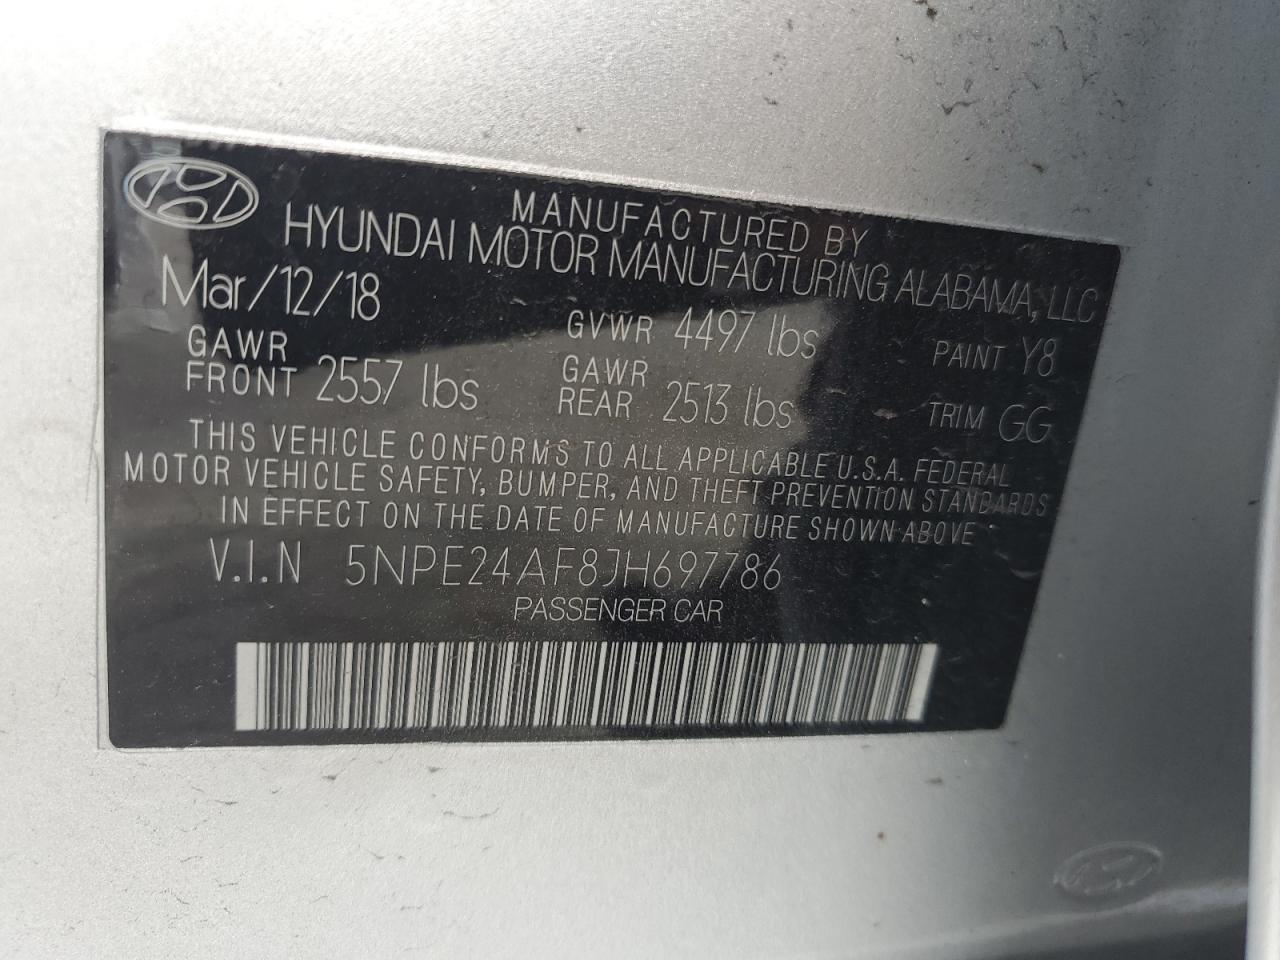 MANUFACTURED BY
HYUNDAI MOTOR MANUFACTURING ALABAMA, LLC
Mar/12/18 GVWR 4497 lbs PAINT Y8
GAWR FRONT 2557 lbs GAWR REAR 2513 lbs TRIM GG
THIS VEHICLE CONFORMS TO ALL APPLICABLE U.S.A. FEDERAL
MOTOR VEHICLE SAFETY, BUMPER, AND THEFT PREVENTION STANDARDS
IN EFFECT ON THE DATE OF MANUFACTURE SHOWN ABOVE
V.I.N 5NPE24AF8JH697786
PASSENGER CAR